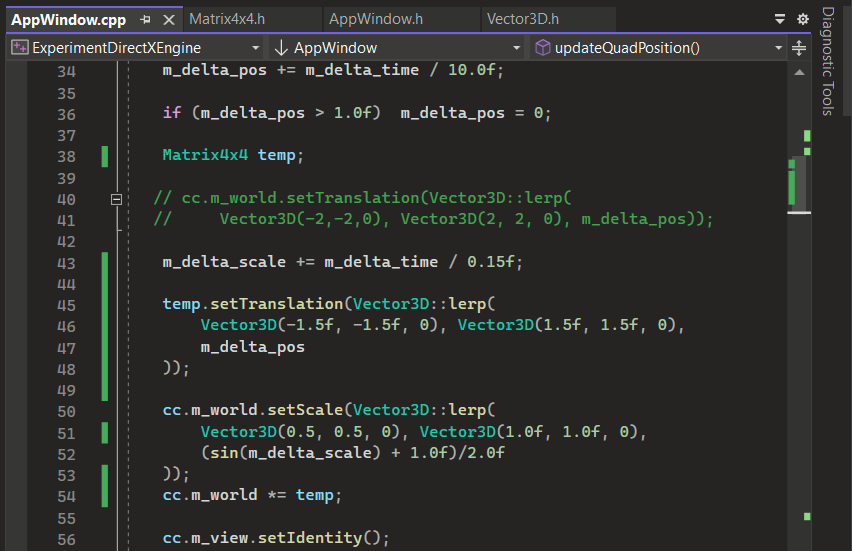 AppWindow.cpp Matrix4x4.h AppWindow.h Vector3D.h
ExperimentDirectXEngine AppWindow updateQuadPosition()
Diagnostic Tools
34 m_delta_pos += m_delta_time / 10.0f;
35
36 if (m_delta_pos > 1.0f)  m_delta_pos = 0;
37
38 Matrix4x4 temp;
39
40 // cc.m_world.setTranslation(Vector3D::lerp(
41 //     Vector3D(-2,-2,0), Vector3D(2, 2, 0), m_delta_pos));
42
43 m_delta_scale += m_delta_time / 0.15f;
44
45 temp.setTranslation(Vector3D::lerp(
46     Vector3D(-1.5f, -1.5f, 0), Vector3D(1.5f, 1.5f, 0),
47     m_delta_pos
48 ));
49
50 cc.m_world.setScale(Vector3D::lerp(
51     Vector3D(0.5, 0.5, 0), Vector3D(1.0f, 1.0f, 0),
52     (sin(m_delta_scale) + 1.0f)/2.0f
53 ));
54 cc.m_world *= temp;
55
56 cc.m_view.setIdentity();